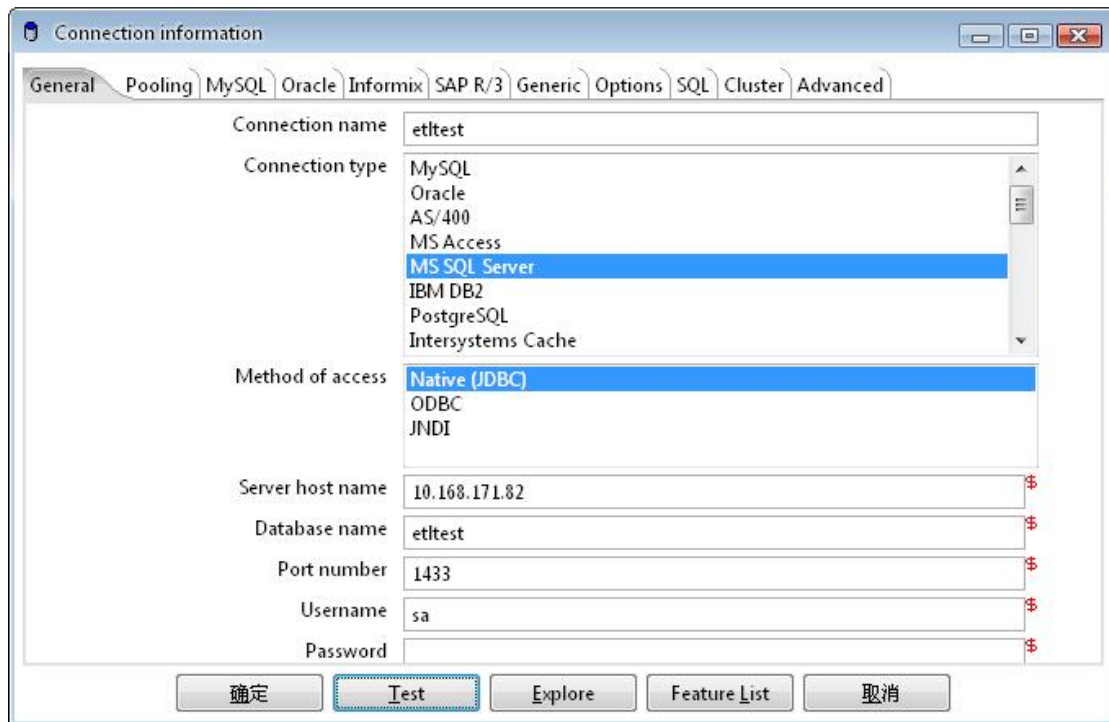 Connection information
General Pooling MySQL Oracle Informix SAP R/3 Generic Options SQL Cluster Advanced
Connection name etltest
Connection type MySQL
Oracle
AS/400
MS Access
MS SQL Server
IBM DB2
PostgreSQL
Intersystems Cache
Method of access Native (JDBC)
ODBC
JNDI
Server host name 10.168.171.82 $
Database name etltest $
Port number 1433 $
Username sa $
Password $
确定 Test Explore Feature List 取消